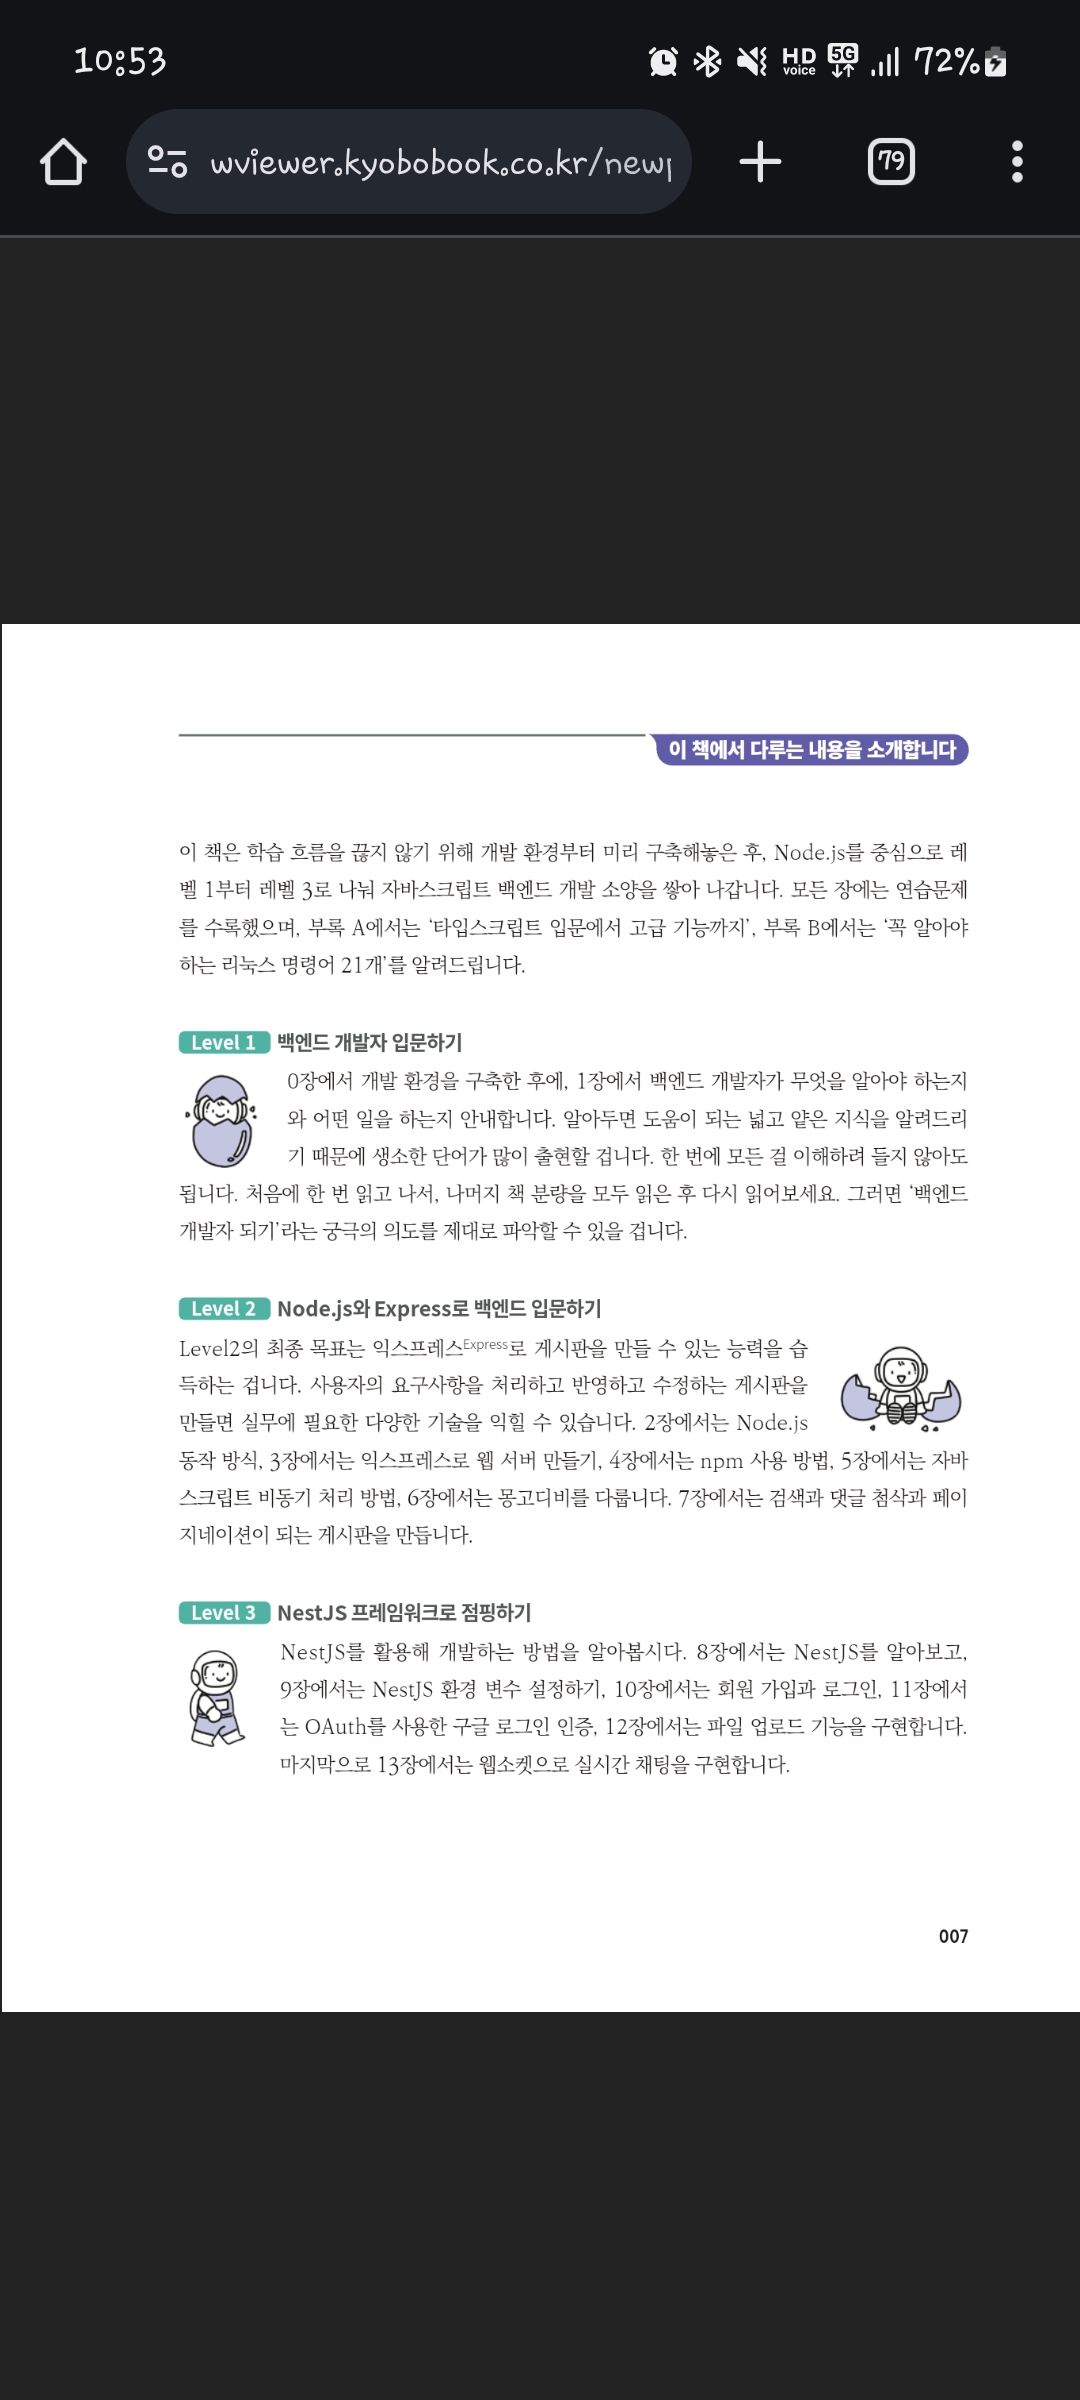 10:53
HD voice 5G 72%
wviewer.kyobobook.co.kr/new
79
이 책에서 다루는 내용을 소개합니다
이 책은 학습 흐름을 끊지 않기 위해 개발 환경부터 미리 구축해놓은 후, Node.js를 중심으로 레
벨 1부터 레벨 3로 나눠 자바스크립트 백엔드 개발 소양을 쌓아 나갑니다. 모든 장에는 연습문제
를 수록했으며, 부록 A에서는 ‘타입스크립트 입문에서 고급 기능까지’, 부록 B에서는 ‘꼭 알아야
하는 리눅스 명령어 21개’를 알려드립니다.
Level 1 백엔드 개발자 입문하기
0장에서 개발 환경을 구축한 후에, 1장에서 백엔드 개발자가 무엇을 알아야 하는지
와 어떤 일을 하는지 안내합니다. 알아두면 도움이 되는 넓고 얕은 지식을 알려드리
기 때문에 생소한 단어가 많이 출현할 겁니다. 한 번에 모든 걸 이해하려 들지 않아도
됩니다. 처음에 한 번 읽고 나서, 나머지 책 분량을 모두 읽은 후 다시 읽어보세요. 그러면 ‘백엔드
개발자 되기’라는 궁극의 의도를 제대로 파악할 수 있을 겁니다.
Level 2 Node.js와 Express로 백엔드 입문하기
Level2의 최종 목표는 익스프레스Express로 게시판을 만들 수 있는 능력을 습
득하는 겁니다. 사용자의 요구사항을 처리하고 반영하고 수정하는 게시판을
만들면 실무에 필요한 다양한 기술을 익힐 수 있습니다. 2장에서는 Node.js
동작 방식, 3장에서는 익스프레스로 웹 서버 만들기, 4장에서는 npm 사용 방법, 5장에서는 자바
스크립트 비동기 처리 방법, 6장에서는 몽고디비를 다룹니다. 7장에서는 검색과 댓글 첨삭과 페이
지네이션이 되는 게시판을 만듭니다.
Level 3 NestJS 프레임워크로 점핑하기
NestJS를 활용해 개발하는 방법을 알아봅시다. 8장에서는 NestJS를 알아보고,
9장에서는 NestJS 환경 변수 설정하기, 10장에서는 회원 가입과 로그인, 11장에서
는 OAuth를 사용한 구글 로그인 인증, 12장에서는 파일 업로드 기능을 구현합니다.
마지막으로 13장에서는 웹소켓으로 실시간 채팅을 구현합니다.
007